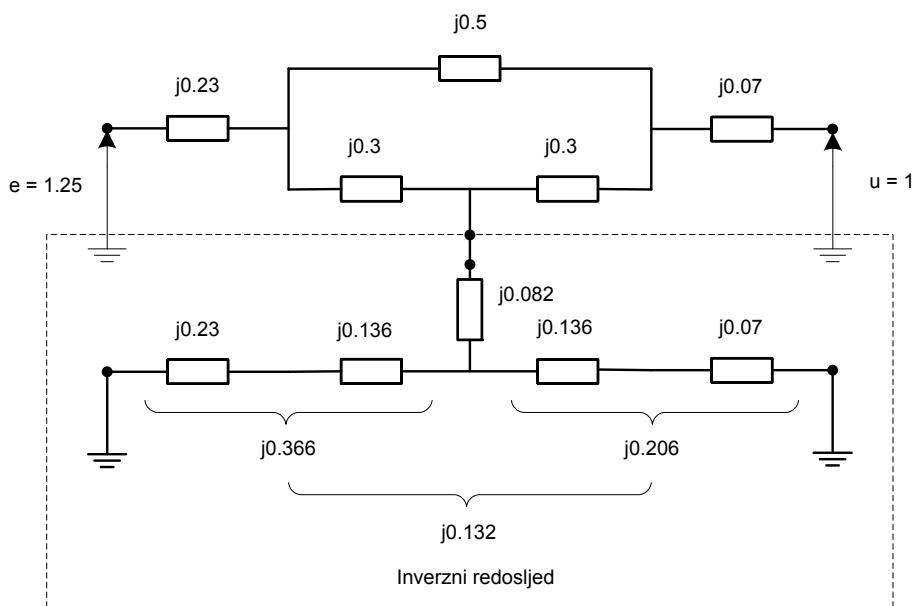 j0.5
j0.23
j0.07
j0.3
j0.3
e = 1.25
u = 1
j0.082
j0.23
j0.136
j0.136
j0.07
j0.366
j0.206
j0.132
Inverzni redosljed